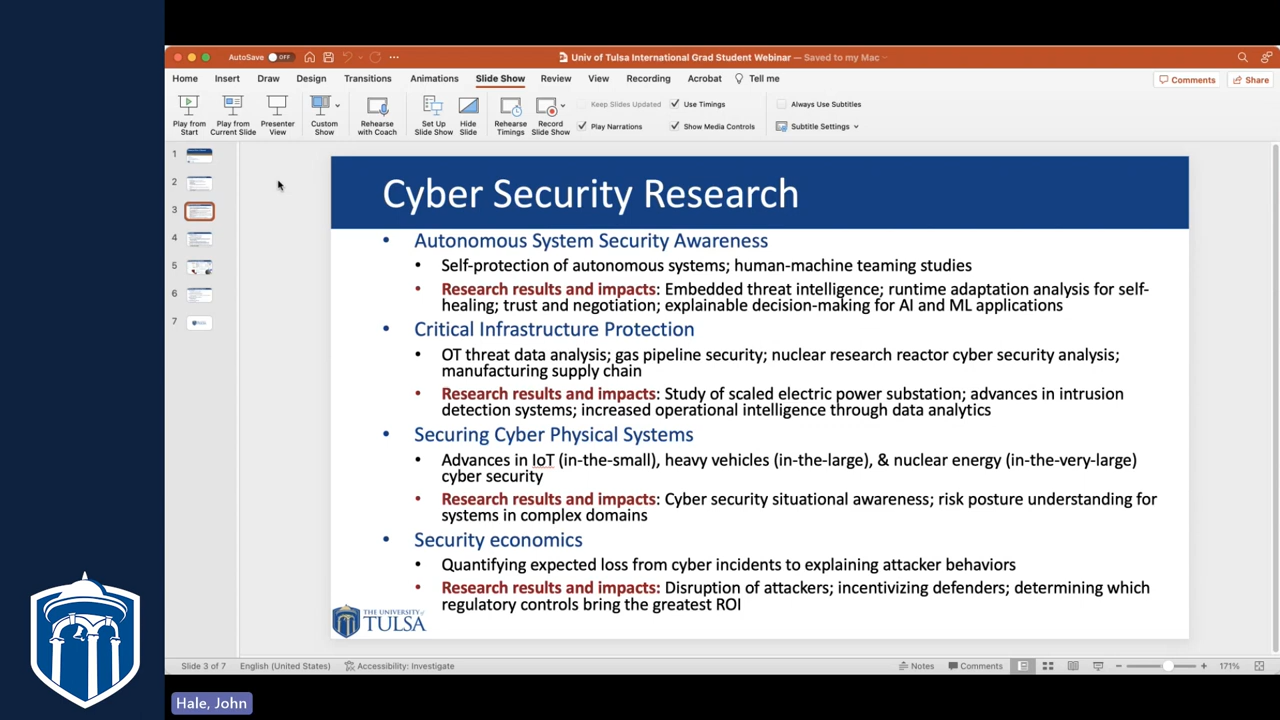 AutoSave OFF
Univ of Tulsa International Grad Student Webinar — Saved to my Mac
Home Insert Draw Design Transitions Animations Slide Show Review View Recording Acrobat Tell me
Comments Share
Play from Start
Play from Current Slide
Presenter View
Custom Show
Rehearse with Coach
Set Up Slide Show
Hide Slide
Rehearse Timings
Record Slide Show
Keep Slides Updated
Play Narrations
Use Timings
Show Media Controls
Always Use Subtitles
Subtitle Settings
1
2
3
4
5
6
7
Cyber Security Research
• Autonomous System Security Awareness
• Self-protection of autonomous systems; human-machine teaming studies
• Research results and impacts: Embedded threat intelligence; runtime adaptation analysis for self-
healing; trust and negotiation; explainable decision-making for AI and ML applications
• Critical Infrastructure Protection
• OT threat data analysis; gas pipeline security; nuclear research reactor cyber security analysis;
manufacturing supply chain
• Research results and impacts: Study of scaled electric power substation; advances in intrusion
detection systems; increased operational intelligence through data analytics
• Securing Cyber Physical Systems
• Advances in IoT (in-the-small), heavy vehicles (in-the-large), & nuclear energy (in-the-very-large)
cyber security
• Research results and impacts: Cyber security situational awareness; risk posture understanding for
systems in complex domains
• Security economics
• Quantifying expected loss from cyber incidents to explaining attacker behaviors
• Research results and impacts: Disruption of attackers; incentivizing defenders; determining which
regulatory controls bring the greatest ROI
THE UNIVERSITY of
TULSA
Slide 3 of 7 English (United States) Accessibility: Investigate Notes Comments 171%
Hale, John